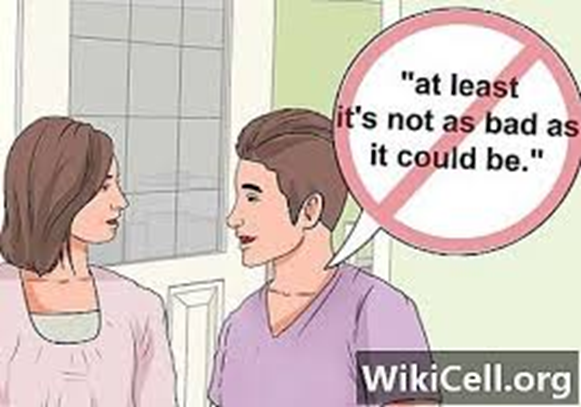 "at least
it's not as bad as
it could be."
WikiCell.org